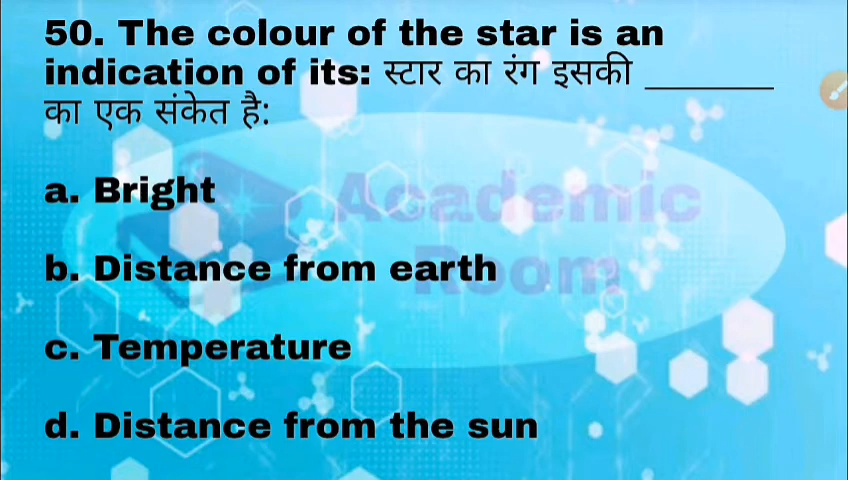 50. The colour of the star is an
indication of its: स्टार का रंग इसकी ________
का एक संकेत है:
a. Bright
Academic
b. Distance from earth
Room
c. Temperature
d. Distance from the sun